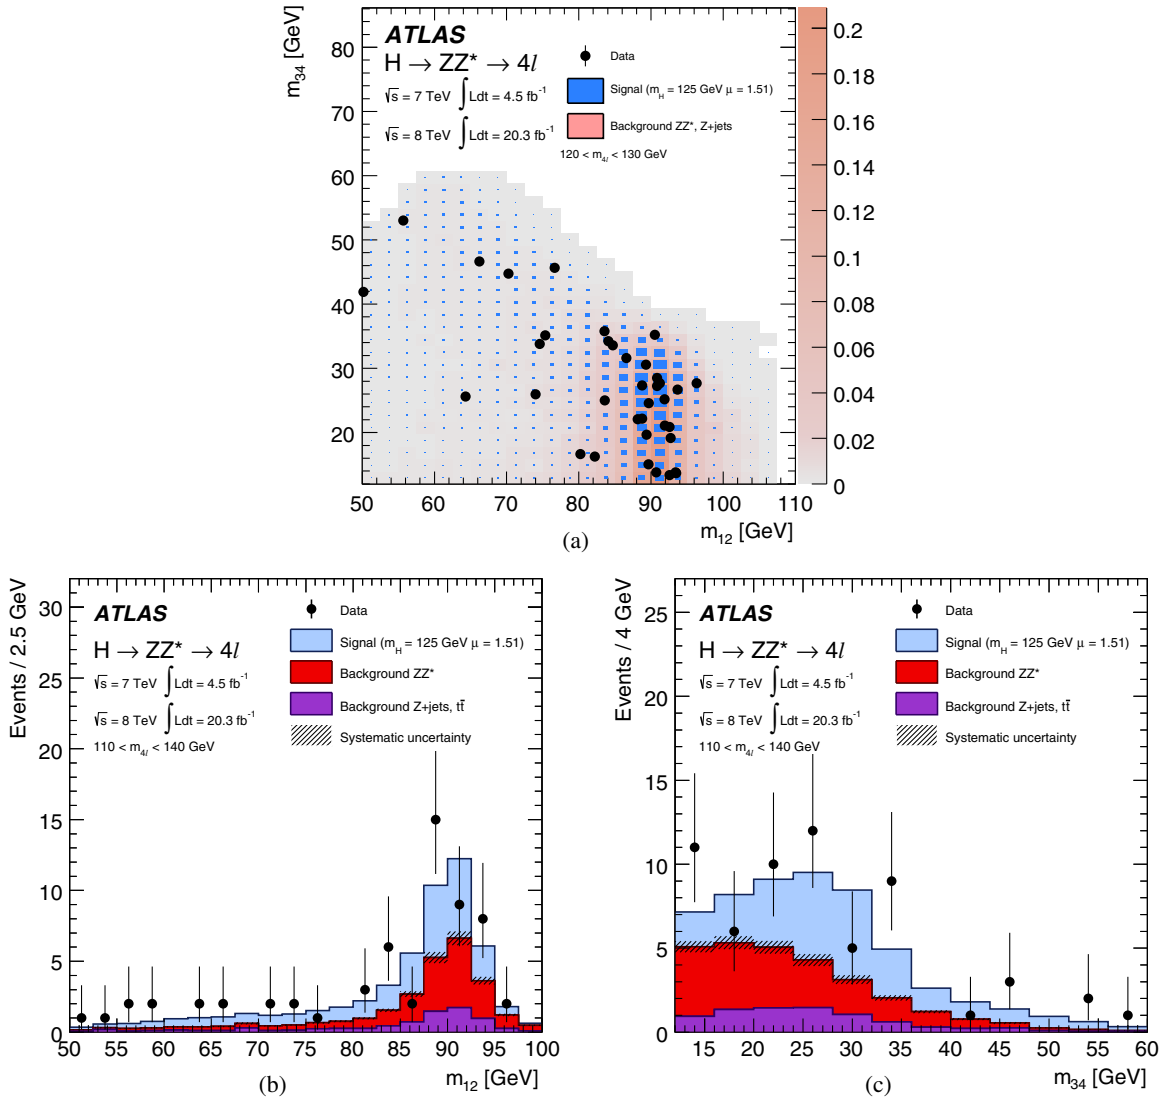 ATLAS
H → ZZ* → 4l
√s = 7 TeV ∫Ldt = 4.5 fb⁻¹
√s = 8 TeV ∫Ldt = 20.3 fb⁻¹
Data
Signal (m_H = 125 GeV μ = 1.51)
Background ZZ*, Z+jets
120 < m_4l < 130 GeV
m_34 [GeV]
80
70
60
50
40
30
20
50 60 70 80 90 100 110
m_12 [GeV]
0.2
0.18
0.16
0.14
0.12
0.1
0.08
0.06
0.04
0.02
0
(a)
Events / 2.5 GeV
30
25
20
15
10
5
0
ATLAS
H → ZZ* → 4l
√s = 7 TeV ∫Ldt = 4.5 fb⁻¹
√s = 8 TeV ∫Ldt = 20.3 fb⁻¹
110 < m_4l < 140 GeV
Data
Signal (m_H = 125 GeV μ = 1.51)
Background ZZ*
Background Z+jets, tt̄
Systematic uncertainty
50 55 60 65 70 75 80 85 90 95 100
m_12 [GeV]
(b)
Events / 4 GeV
25
20
15
10
5
0
ATLAS
H → ZZ* → 4l
√s = 7 TeV ∫Ldt = 4.5 fb⁻¹
√s = 8 TeV ∫Ldt = 20.3 fb⁻¹
110 < m_4l < 140 GeV
Data
Signal (m_H = 125 GeV μ = 1.51)
Background ZZ*
Background Z+jets, tt̄
Systematic uncertainty
15 20 25 30 35 40 45 50 55 60
m_34 [GeV]
(c)